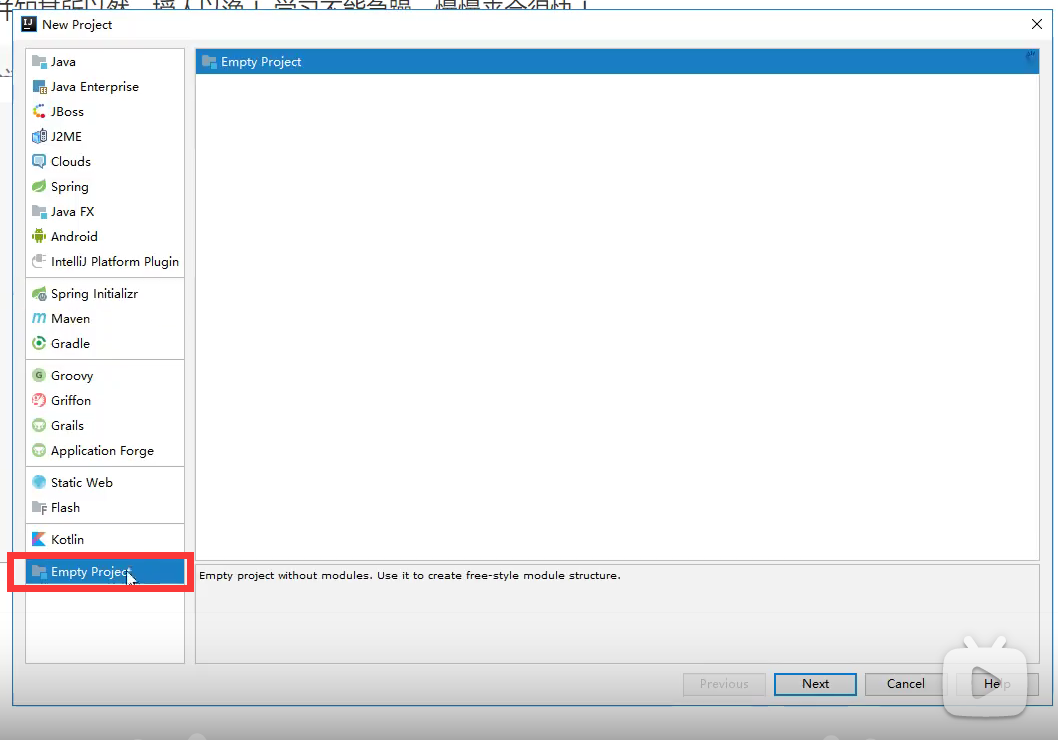 New Project
Java
Java Enterprise
JBoss
J2ME
Clouds
Spring
Java FX
Android
IntelliJ Platform Plugin
Spring Initializr
Maven
Gradle
Groovy
Griffon
Grails
Application Forge
Static Web
Flash
Kotlin
Empty Project
Empty Project
Empty project without modules. Use it to create free-style module structure.
Previous
Next
Cancel
Help